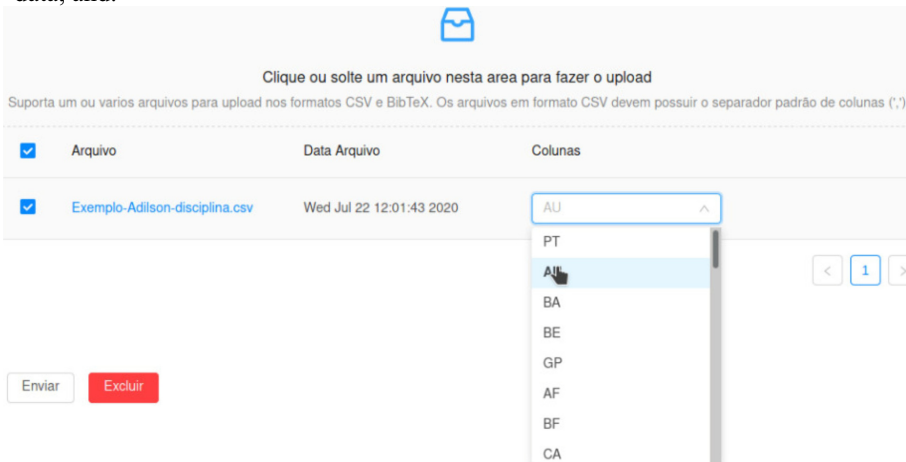 Clique ou solte um arquivo nesta area para fazer o upload
Suporta um ou varios arquivos para upload nos formatos CSV e BibTeX. Os arquivos em formato CSV devem possuir o separador padrão de colunas (',')
Arquivo Data Arquivo Colunas
Exemplo-Adilson-disciplina.csv Wed Jul 22 12:01:43 2020 AU
PT
AU
BA
BE
GP
AF
BF
CA
< 1 >
Enviar Excluir